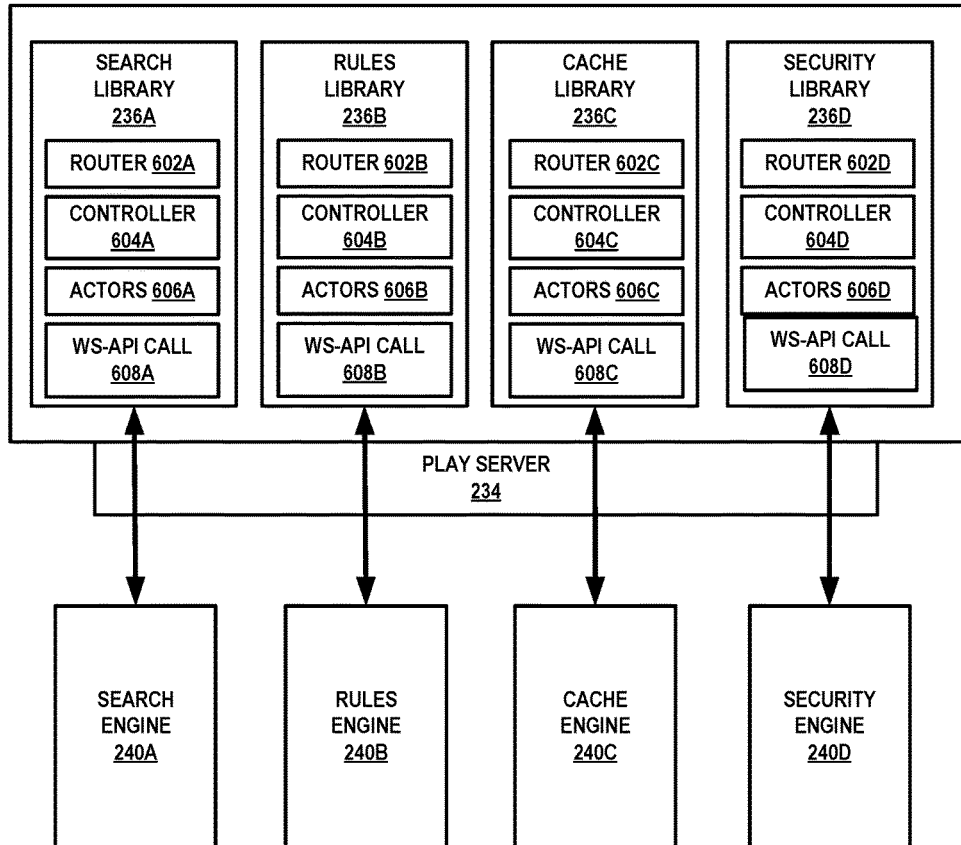 SEARCH
LIBRARY
236A
ROUTER 602A
CONTROLLER
604A
ACTORS 606A
WS-API CALL
608A
RULES
LIBRARY
236B
ROUTER 602B
CONTROLLER
604B
ACTORS 606B
WS-API CALL
608B
CACHE
LIBRARY
236C
ROUTER 602C
CONTROLLER
604C
ACTORS 606C
WS-API CALL
608C
SECURITY
LIBRARY
236D
ROUTER 602D
CONTROLLER
604D
ACTORS 606D
WS-API CALL
608D
PLAY SERVER
234
SEARCH
ENGINE
240A
RULES
ENGINE
240B
CACHE
ENGINE
240C
SECURITY
ENGINE
240D